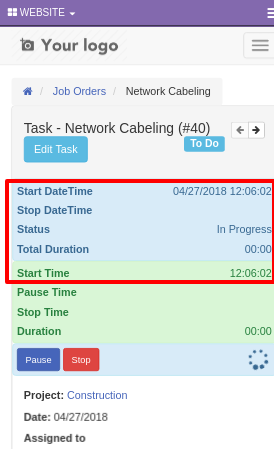 WEBSITE
Your logo
/ Job Orders / Network Cabeling
Task - Network Cabeling (#40)
Edit Task
To Do
Start DateTime 04/27/2018 12:06:02
Stop DateTime
Status In Progress
Total Duration 00:00
Start Time 12:06:02
Pause Time
Stop Time
Duration 00:00
Pause Stop
Project: Construction
Date: 04/27/2018
Assigned to